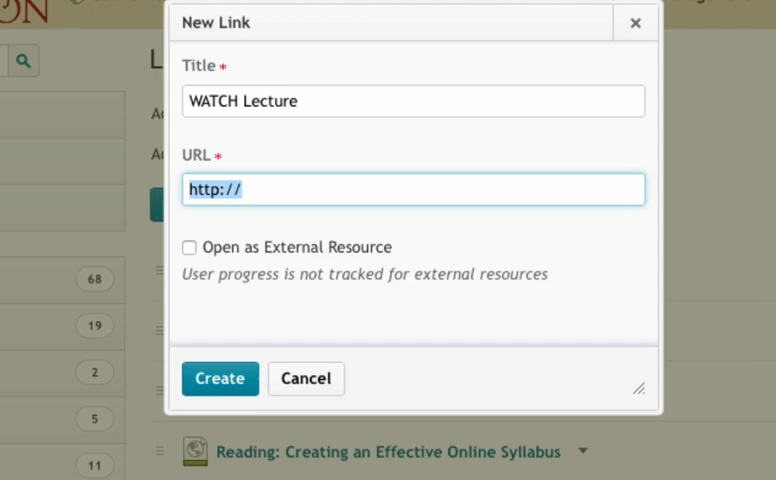 ON
New Link
×
Title *
WATCH Lecture
URL *
http://
Open as External Resource
User progress is not tracked for external resources
Create
Cancel
68
19
2
5
11
Reading: Creating an Effective Online Syllabus